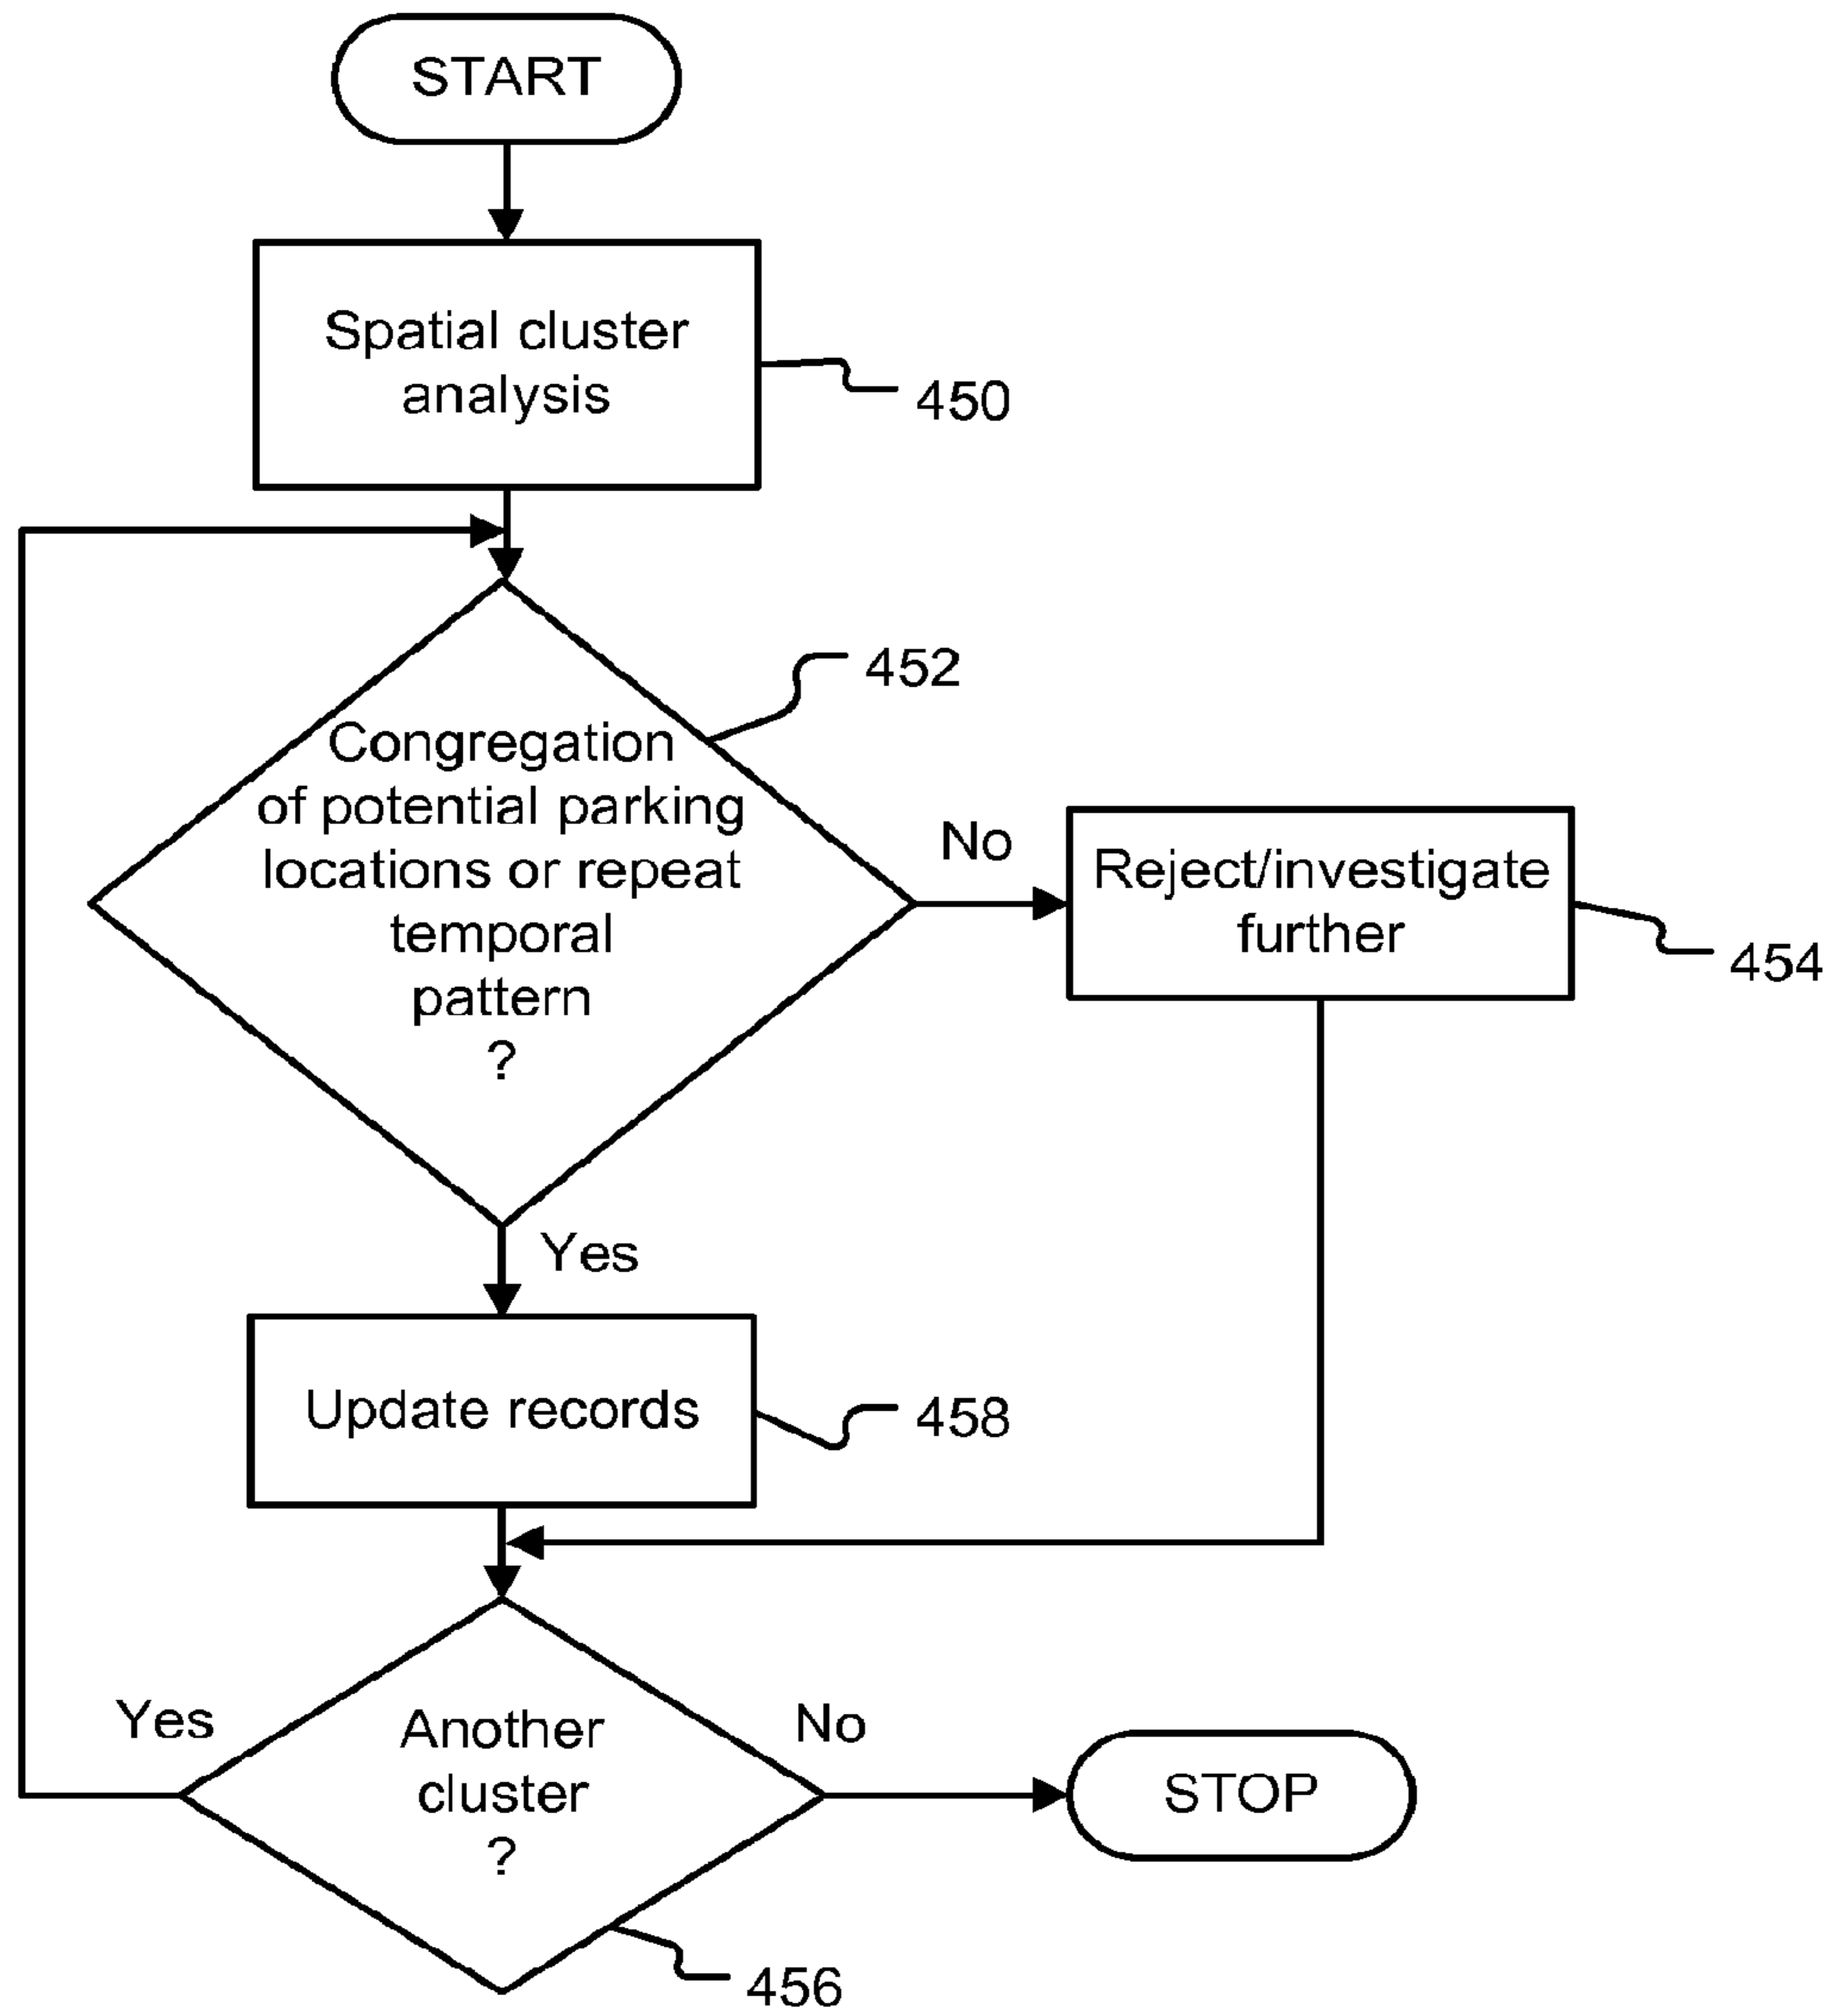 START
Spatial cluster
analysis
450
452
Congregation
of potential parking
locations or repeat
temporal
pattern
?
No
Reject/investigate
further
454
Yes
Update records
458
Yes
Another
cluster
?
No
STOP
456